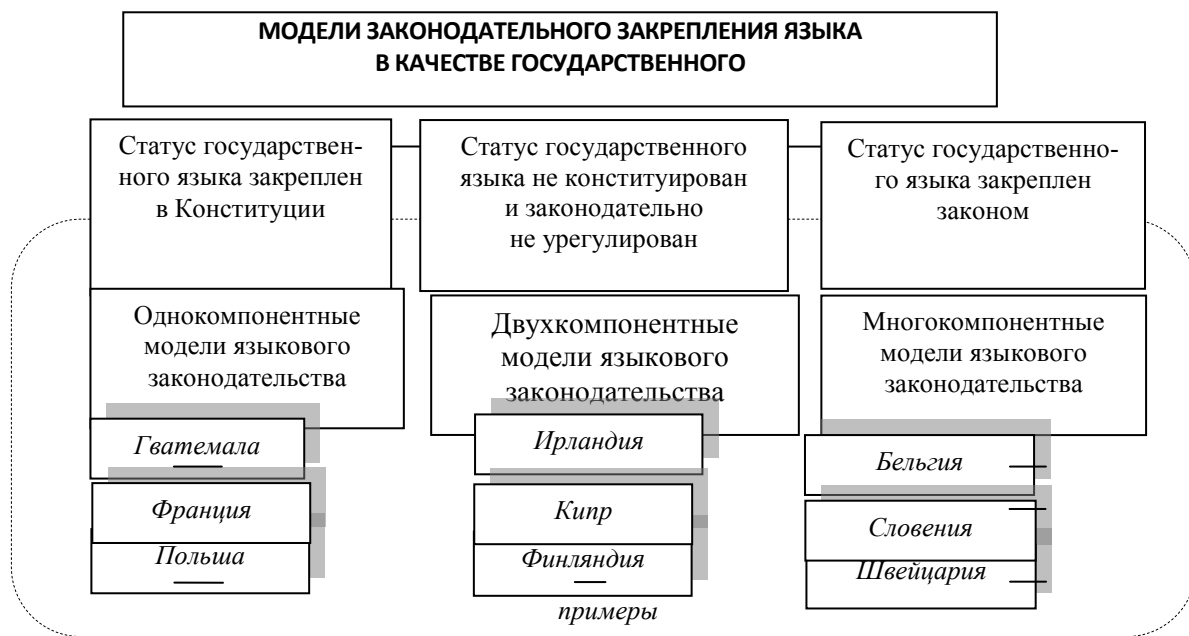 МОДЕЛИ ЗАКОНОДАТЕЛЬНОГО ЗАКРЕПЛЕНИЯ ЯЗЫКА
В КАЧЕСТВЕ ГОСУДАРСТВЕННОГО
Статус государствен-
ного языка закреплен
в Конституции
Статус государственного
языка не конституирован
и законодательно
не урегулирован
Статус государственно-
го языка закреплен
законом
Однокомпонентные
модели языкового
законодательства
Двухкомпонентные
модели языкового
законодательства
Многокомпонентные
модели языкового
законодательства
Гватемала
Франция
Польша
Ирландия
Кипр
Финляндия
Бельгия
Словения
Швейцария
примеры